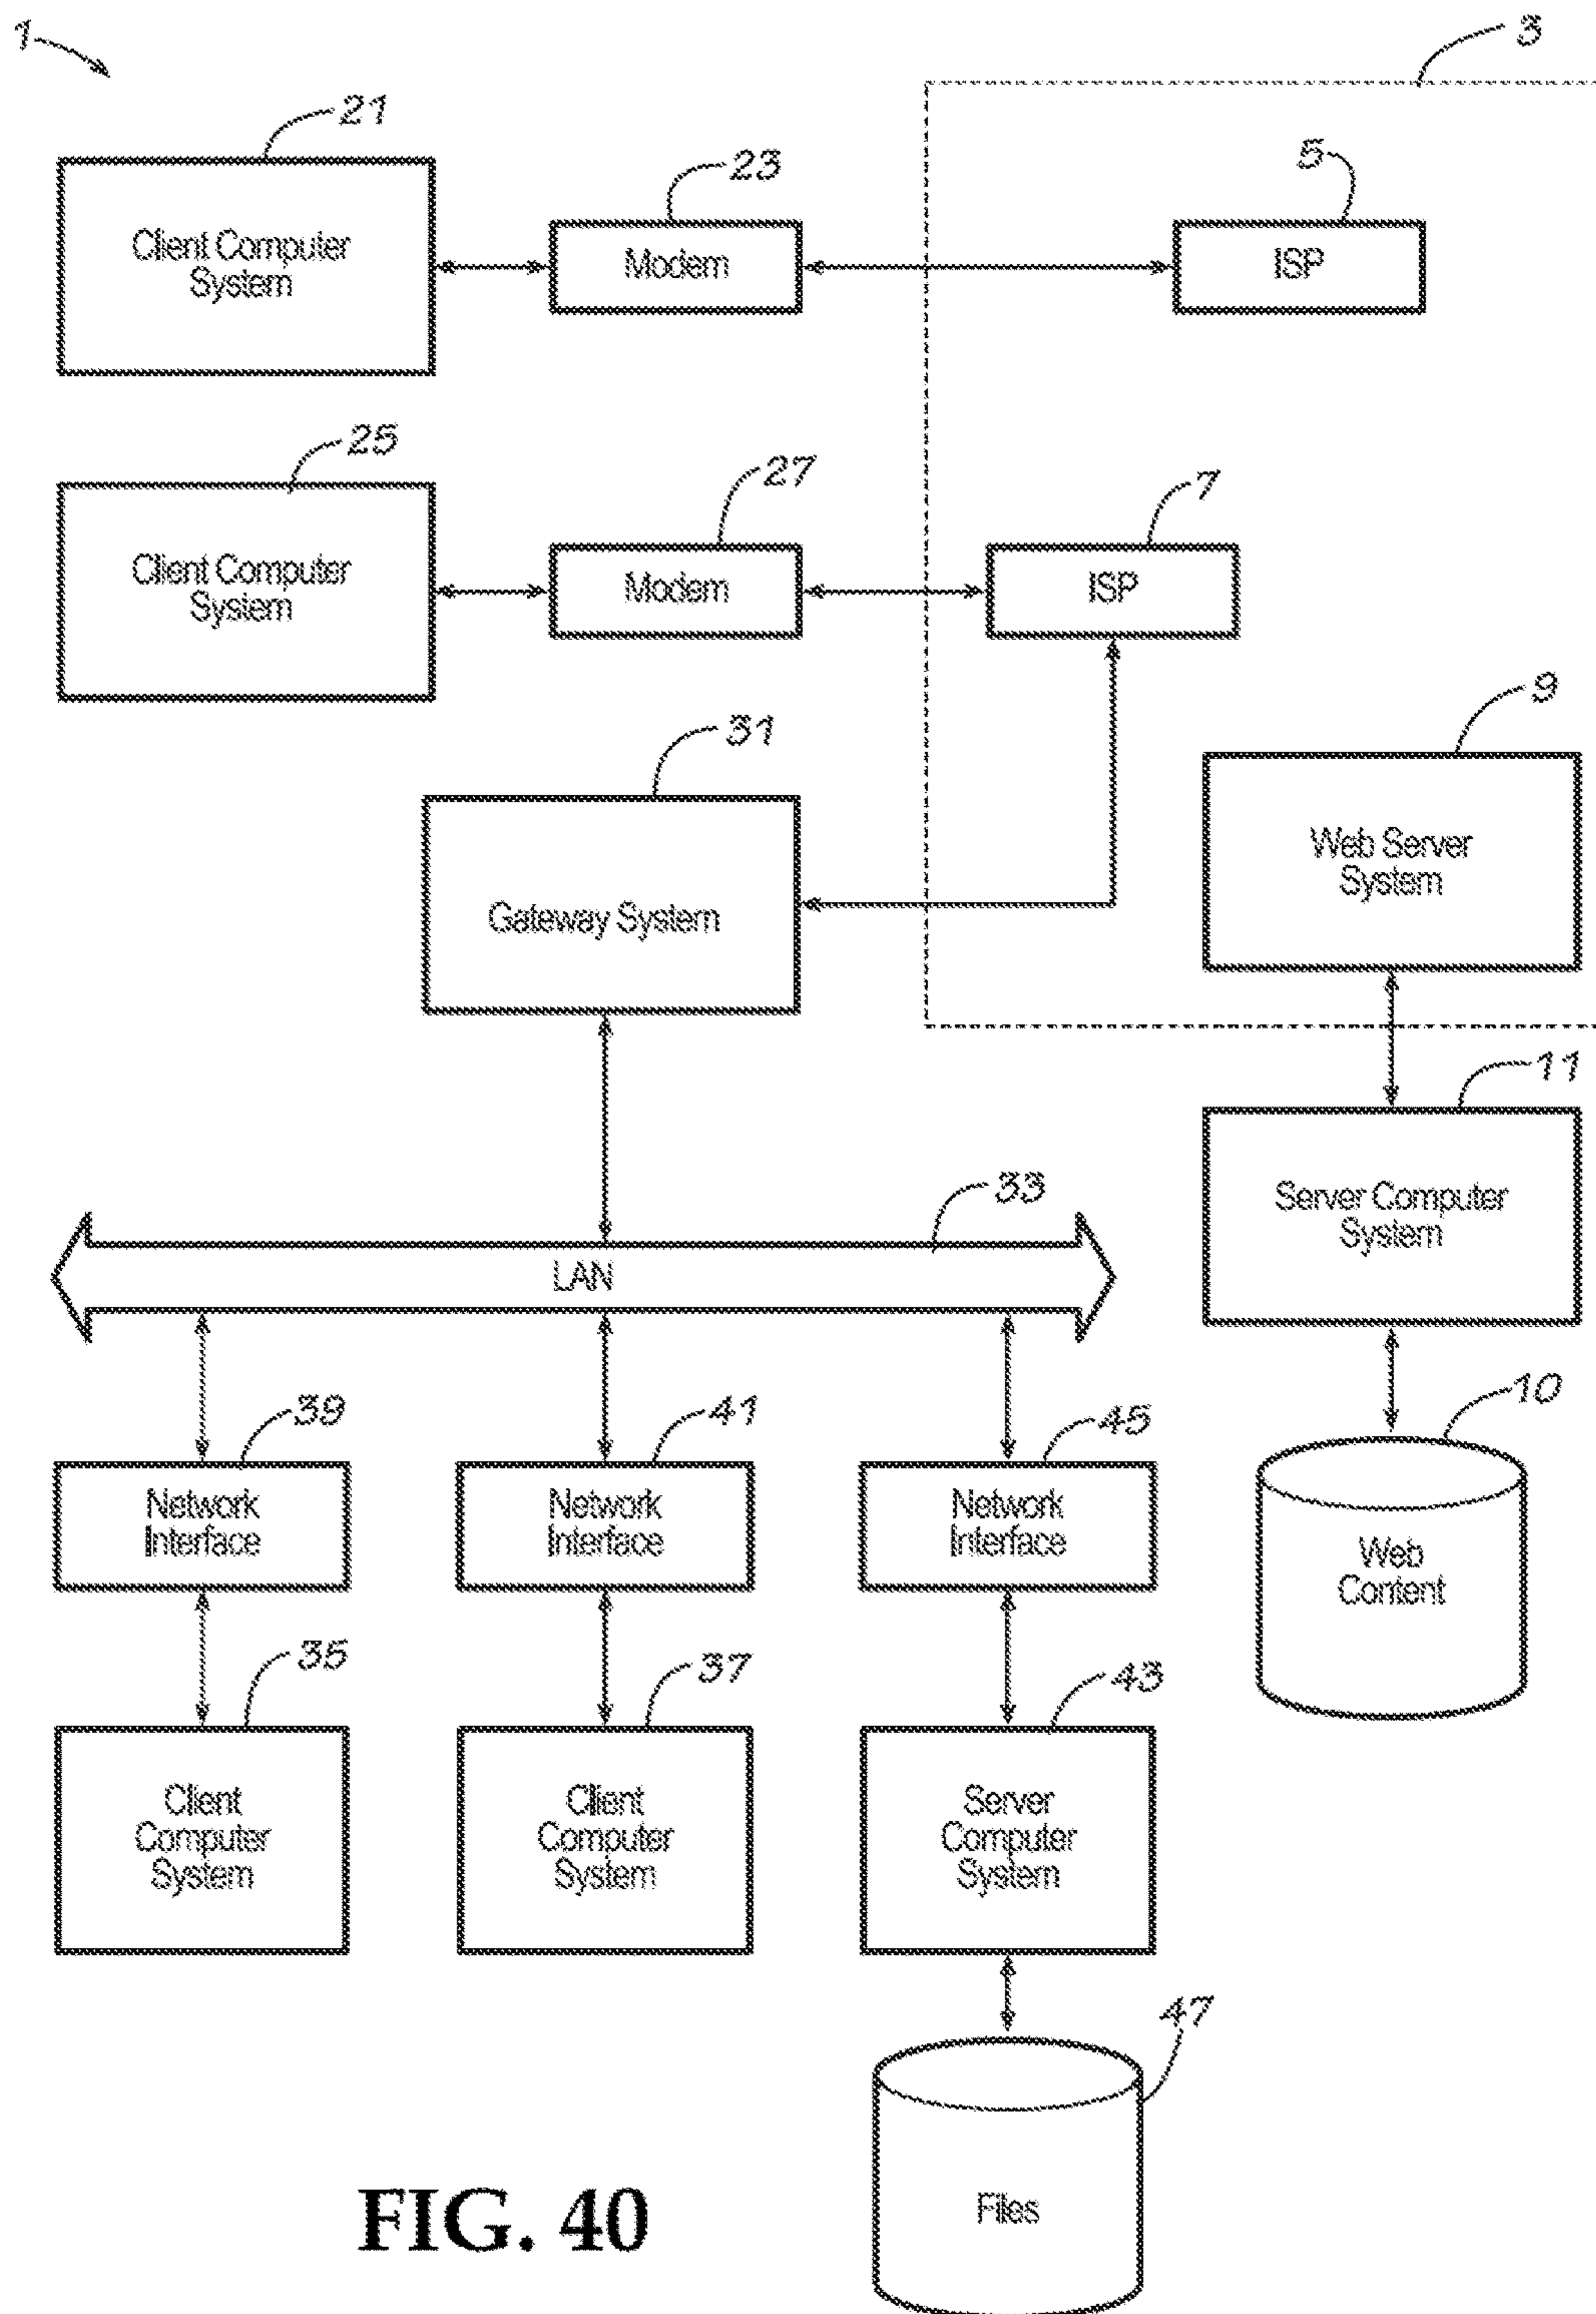 1
3
21
23
5
Client Computer
System
Modem
ISP
25
27
7
Client Computer
System
Modem
ISP
31
9
Gateway System
Web Server
System
11
33
Server Computer
System
LAN
39
41
45
10
Network
Interface
Network
Interface
Network
Interface
Web
Content
35
37
43
Client
Computer
System
Client
Computer
System
Server
Computer
System
47
Files
FIG. 40